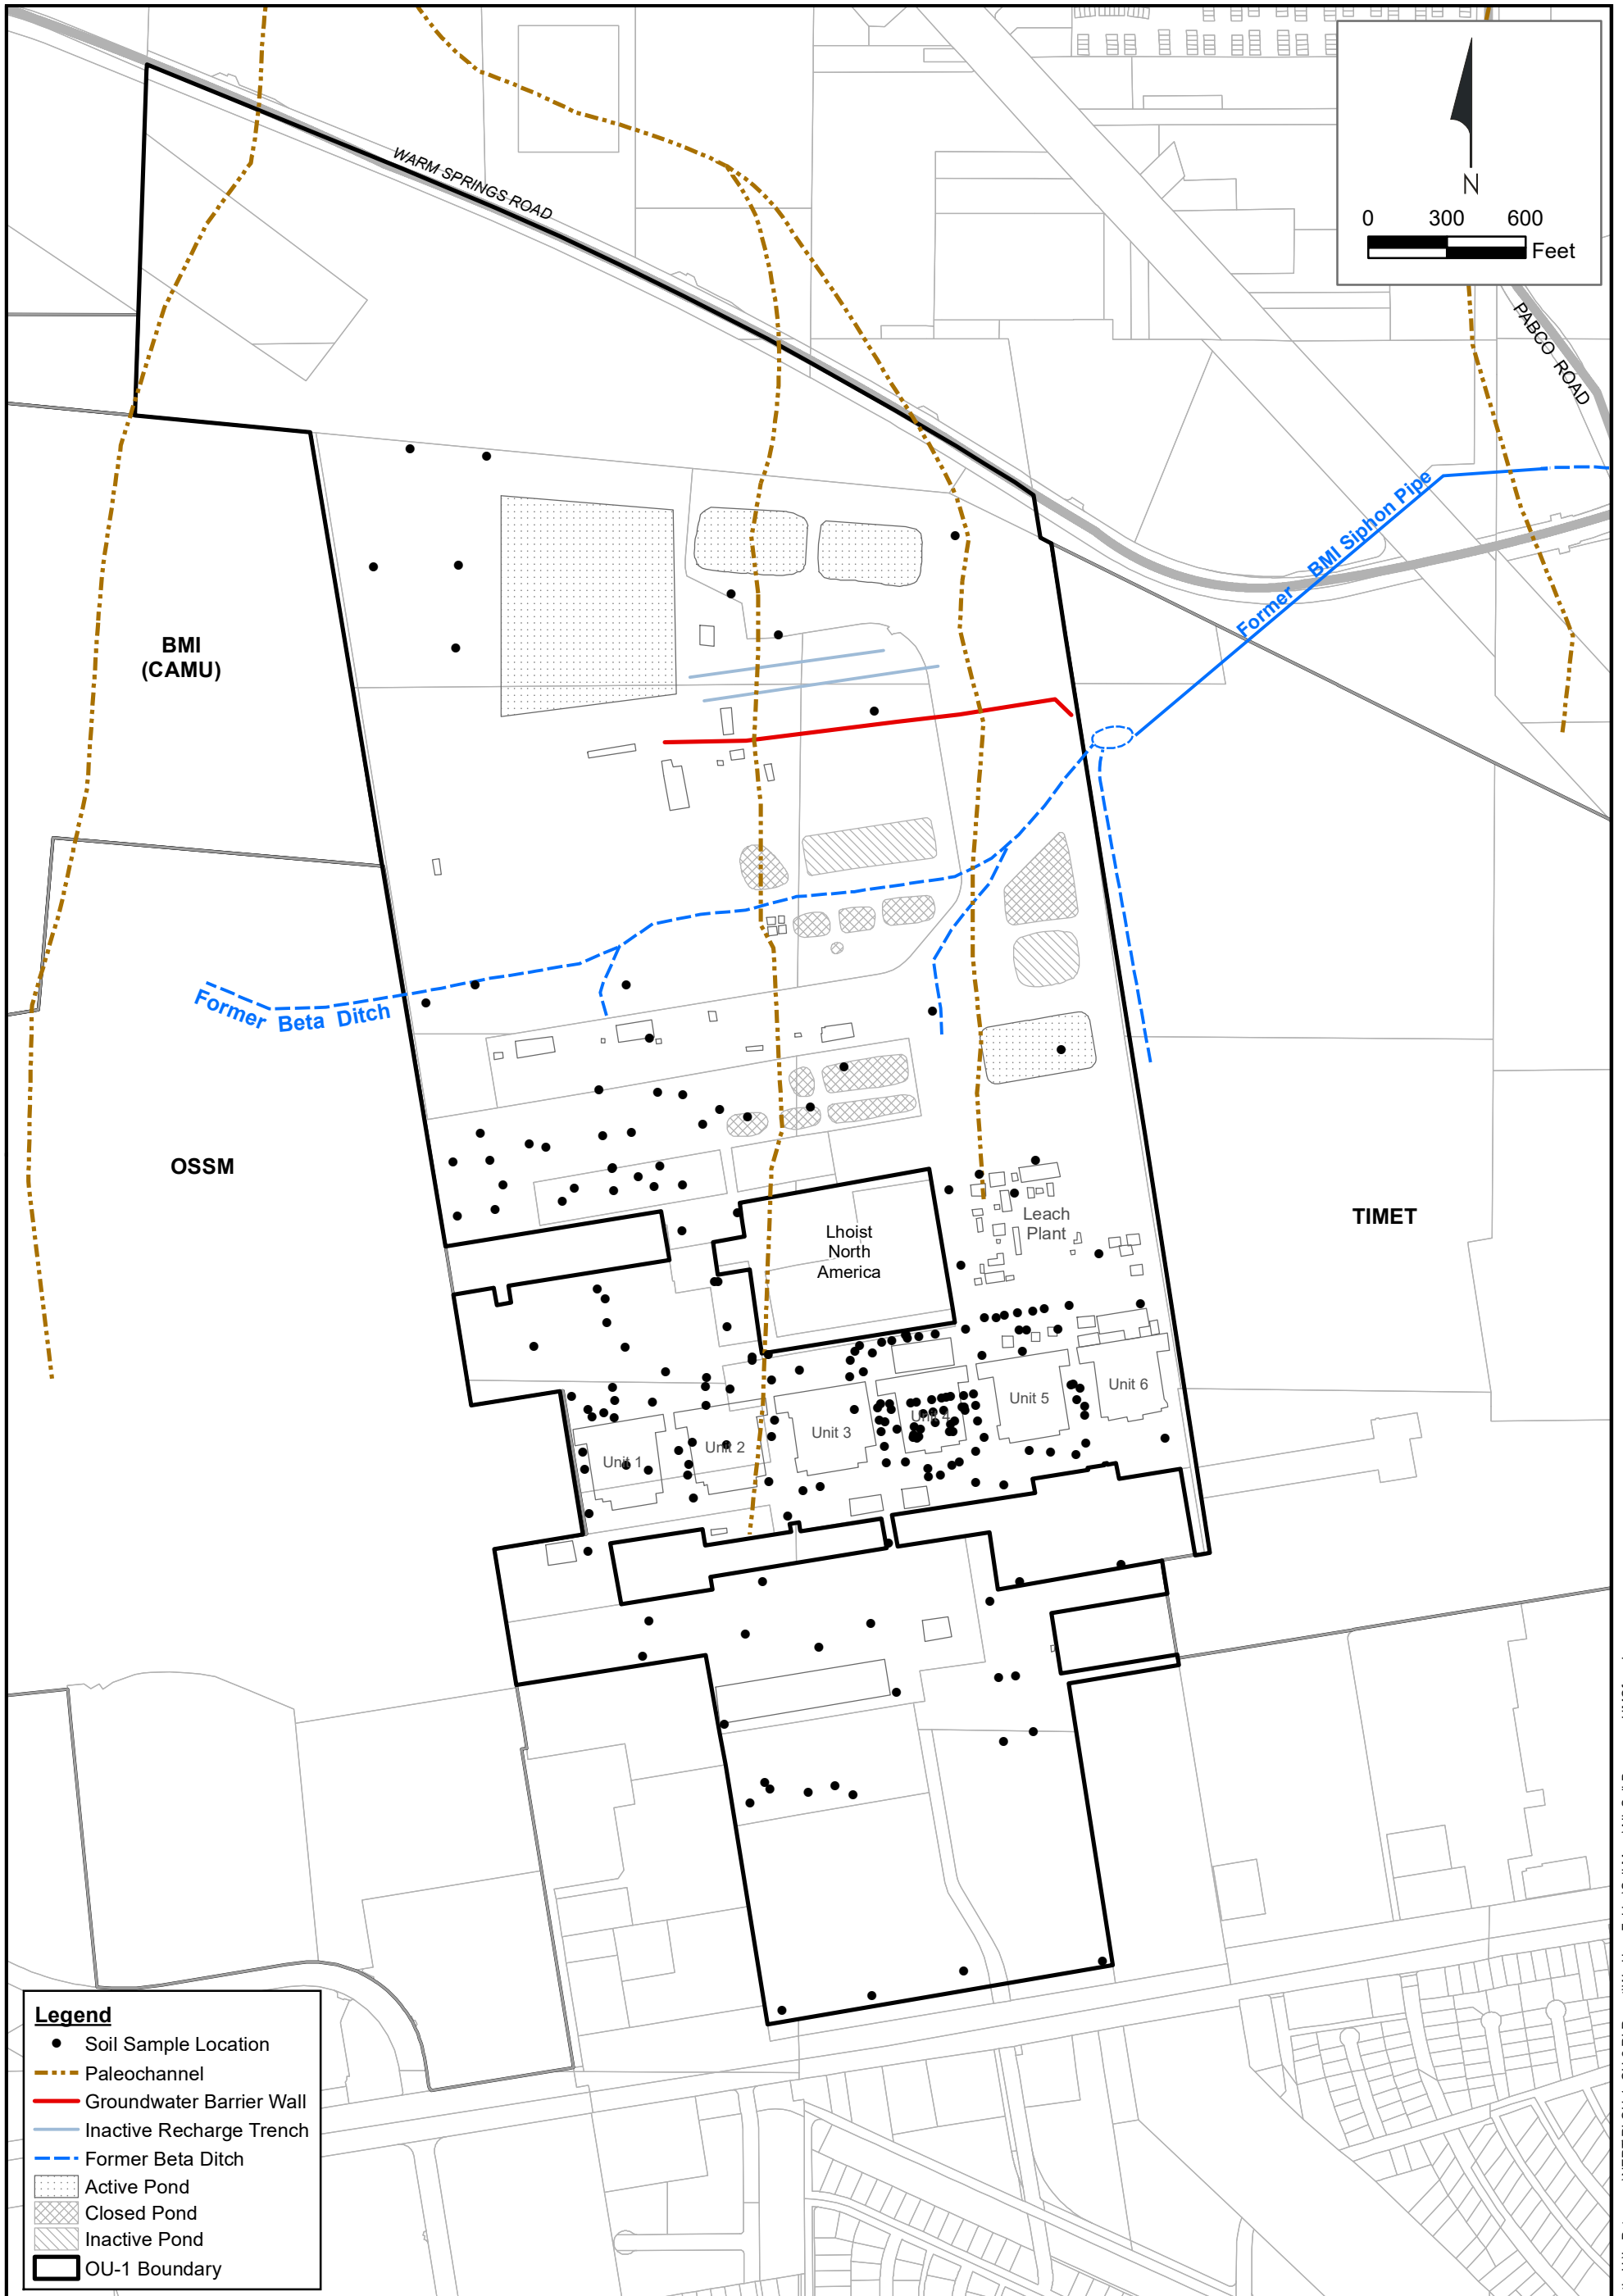 WARM SPRINGS ROAD
N
0 300 600
Feet
PABCO ROAD
Former BMI Siphon Pipe
BMI
(CAMU)
Former Beta Ditch
OSSM
TIMET
Lhoist
North
America
Leach
Plant
Unit 1
Unit 2
Unit 3
Unit 4
Unit 5
Unit 6
Legend
Soil Sample Location
Paleochannel
Groundwater Barrier Wall
Inactive Recharge Trench
Former Beta Ditch
Active Pond
Closed Pond
Inactive Pond
OU-1 Boundary